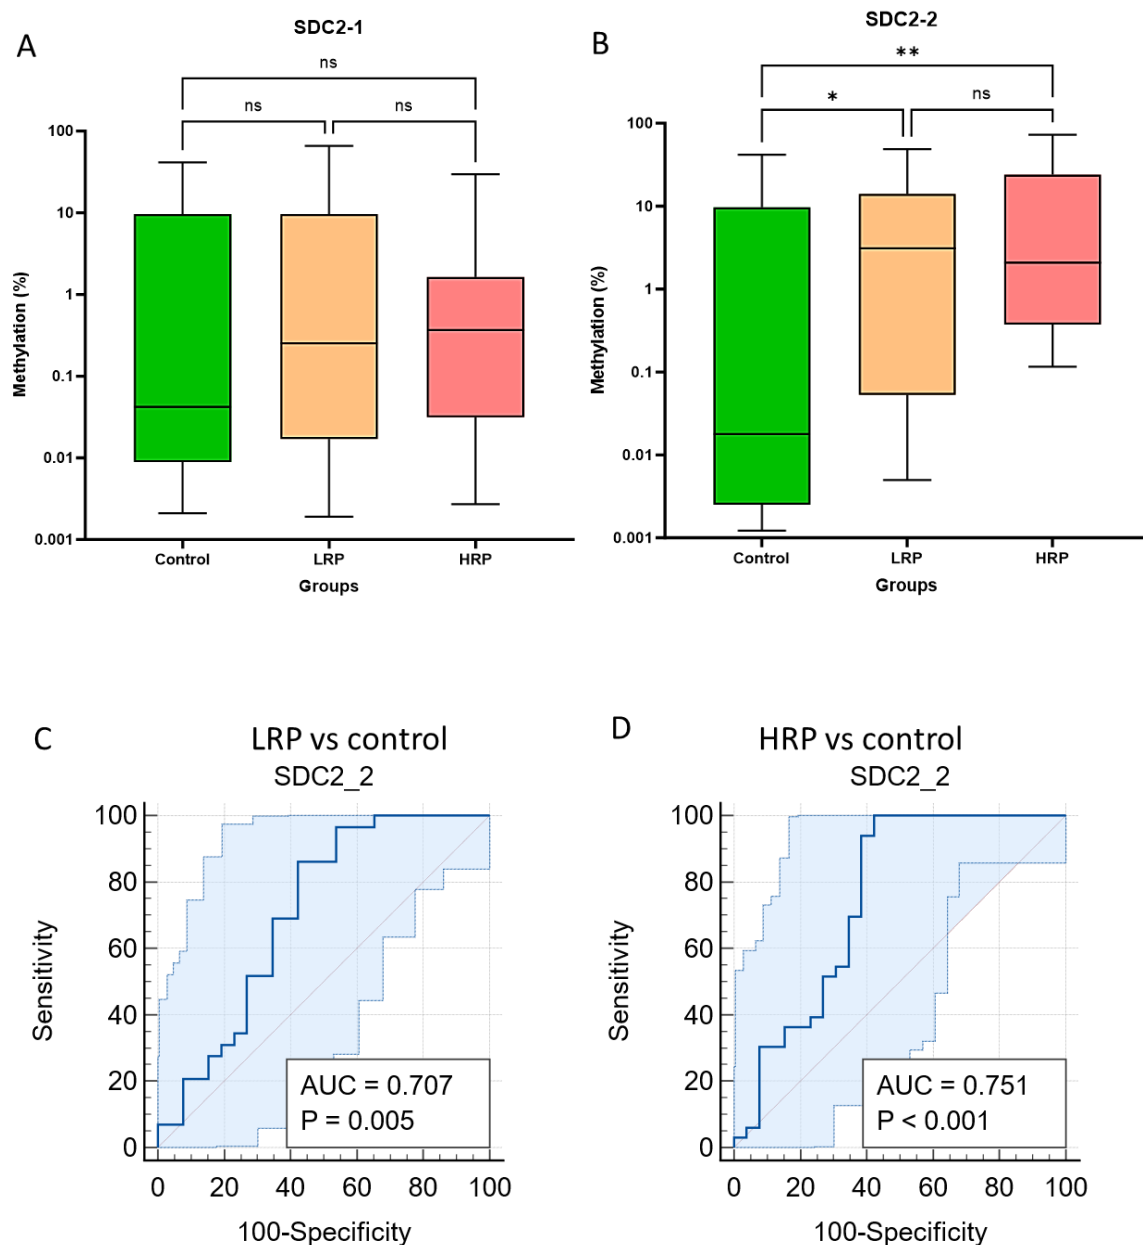 A
SDC2-1
ns
ns
ns
Methylation (%)
100
10
1
0.1
0.01
0.001
Control
LRP
HRP
Groups
B
SDC2-2
**
*
ns
Methylation (%)
100
10
1
0.1
0.01
0.001
Control
LRP
HRP
Groups
C
LRP vs control
SDC2_2
Sensitivity
100
80
60
40
20
0
AUC = 0.707
P = 0.005
0
20
40
60
80
100
100-Specificity
D
HRP vs control
SDC2_2
Sensitivity
100
80
60
40
20
0
AUC = 0.751
P < 0.001
0
20
40
60
80
100
100-Specificity